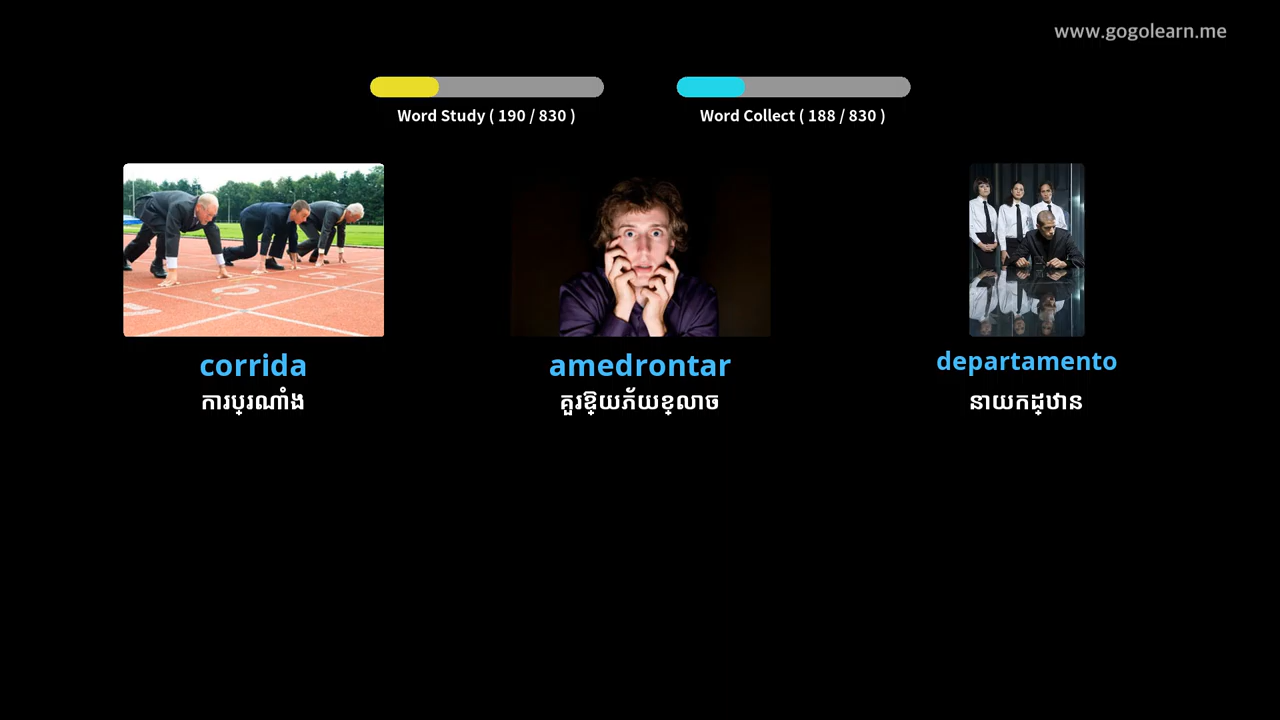 www.gogolearn.me
Word Study ( 190 / 830 )
Word Collect ( 188 / 830 )
corrida
amedrontar
departamento
ការប្រណាំង
គួរឱ្យភ័យខ្លាច
នាយកដ្ឋាន